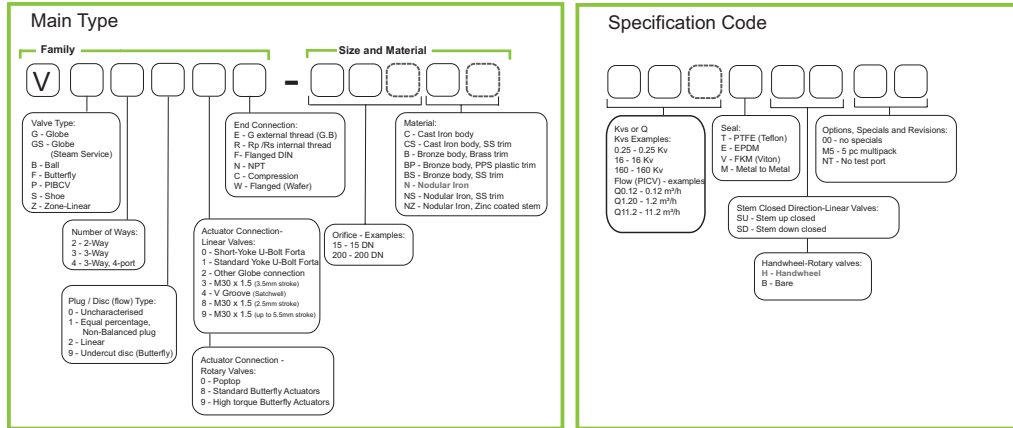 Main Type
Family
Size and Material
V
-
Valve Type:
G - Globe
GS - Globe
(Steam Service)
B - Ball
F - Butterfly
P - PIBCV
S - Shoe
Z - Zone-Linear
Number of Ways:
2 - 2-Way
3 - 3-Way
4 - 3-Way, 4-port
Plug / Disc (flow) Type:
0 - Uncharacterised
1 - Equal percentage,
Non-Balanced plug
2 - Linear
9 - Undercut disc (Butterfly)
End Connection:
E - G external thread (G.B)
R - Rp /Rs internal thread
F- Flanged DIN
N - NPT
C - Compression
W - Flanged (Wafer)
Actuator Connection-
Linear Valves:
0 - Short-Yoke U-Bolt Forta
1 - Standard Yoke U-Bolt Forta
2 - Other Globe connection
3 - M30 x 1.5 (3.5mm stroke)
4 - V Groove (Satchwell)
8 - M30 x 1.5 (2.5mm stroke)
9 - M30 x 1.5 (up to 5.5mm stroke)
Actuator Connection -
Rotary Valves:
0 - Poptop
8 - Standard Butterfly Actuators
9 - High torque Butterfly Actuators
Orifice - Examples:
15 - 15 DN
200 - 200 DN
Material:
C - Cast Iron body
CS - Cast Iron body, SS trim
B - Bronze body, Brass trim
BP - Bronze body, PPS plastic trim
BS - Bronze body, SS trim
N - Nodular Iron
NS - Nodular Iron, SS trim
NZ - Nodular Iron, Zinc coated stem
Specification Code
Kvs or Q
Kvs Examples:
0.25 - 0.25 Kv
16 - 16 Kv
160 - 160 Kv
Flow (PICV) - examples
Q0.12 - 0.12 m³/h
Q1.20 - 1.2 m³/h
Q11.2 - 11.2 m³/h
Seal:
T - PTFE (Teflon)
E - EPDM
V - FKM (Viton)
M - Metal to Metal
Options, Specials and Revisions:
00 - no specials
M5 - 5 pc multipack
NT - No test port
Stem Closed Direction-Linear Valves:
SU - Stem up closed
SD - Stem down closed
Handwheel-Rotary valves:
H - Handwheel
B - Bare